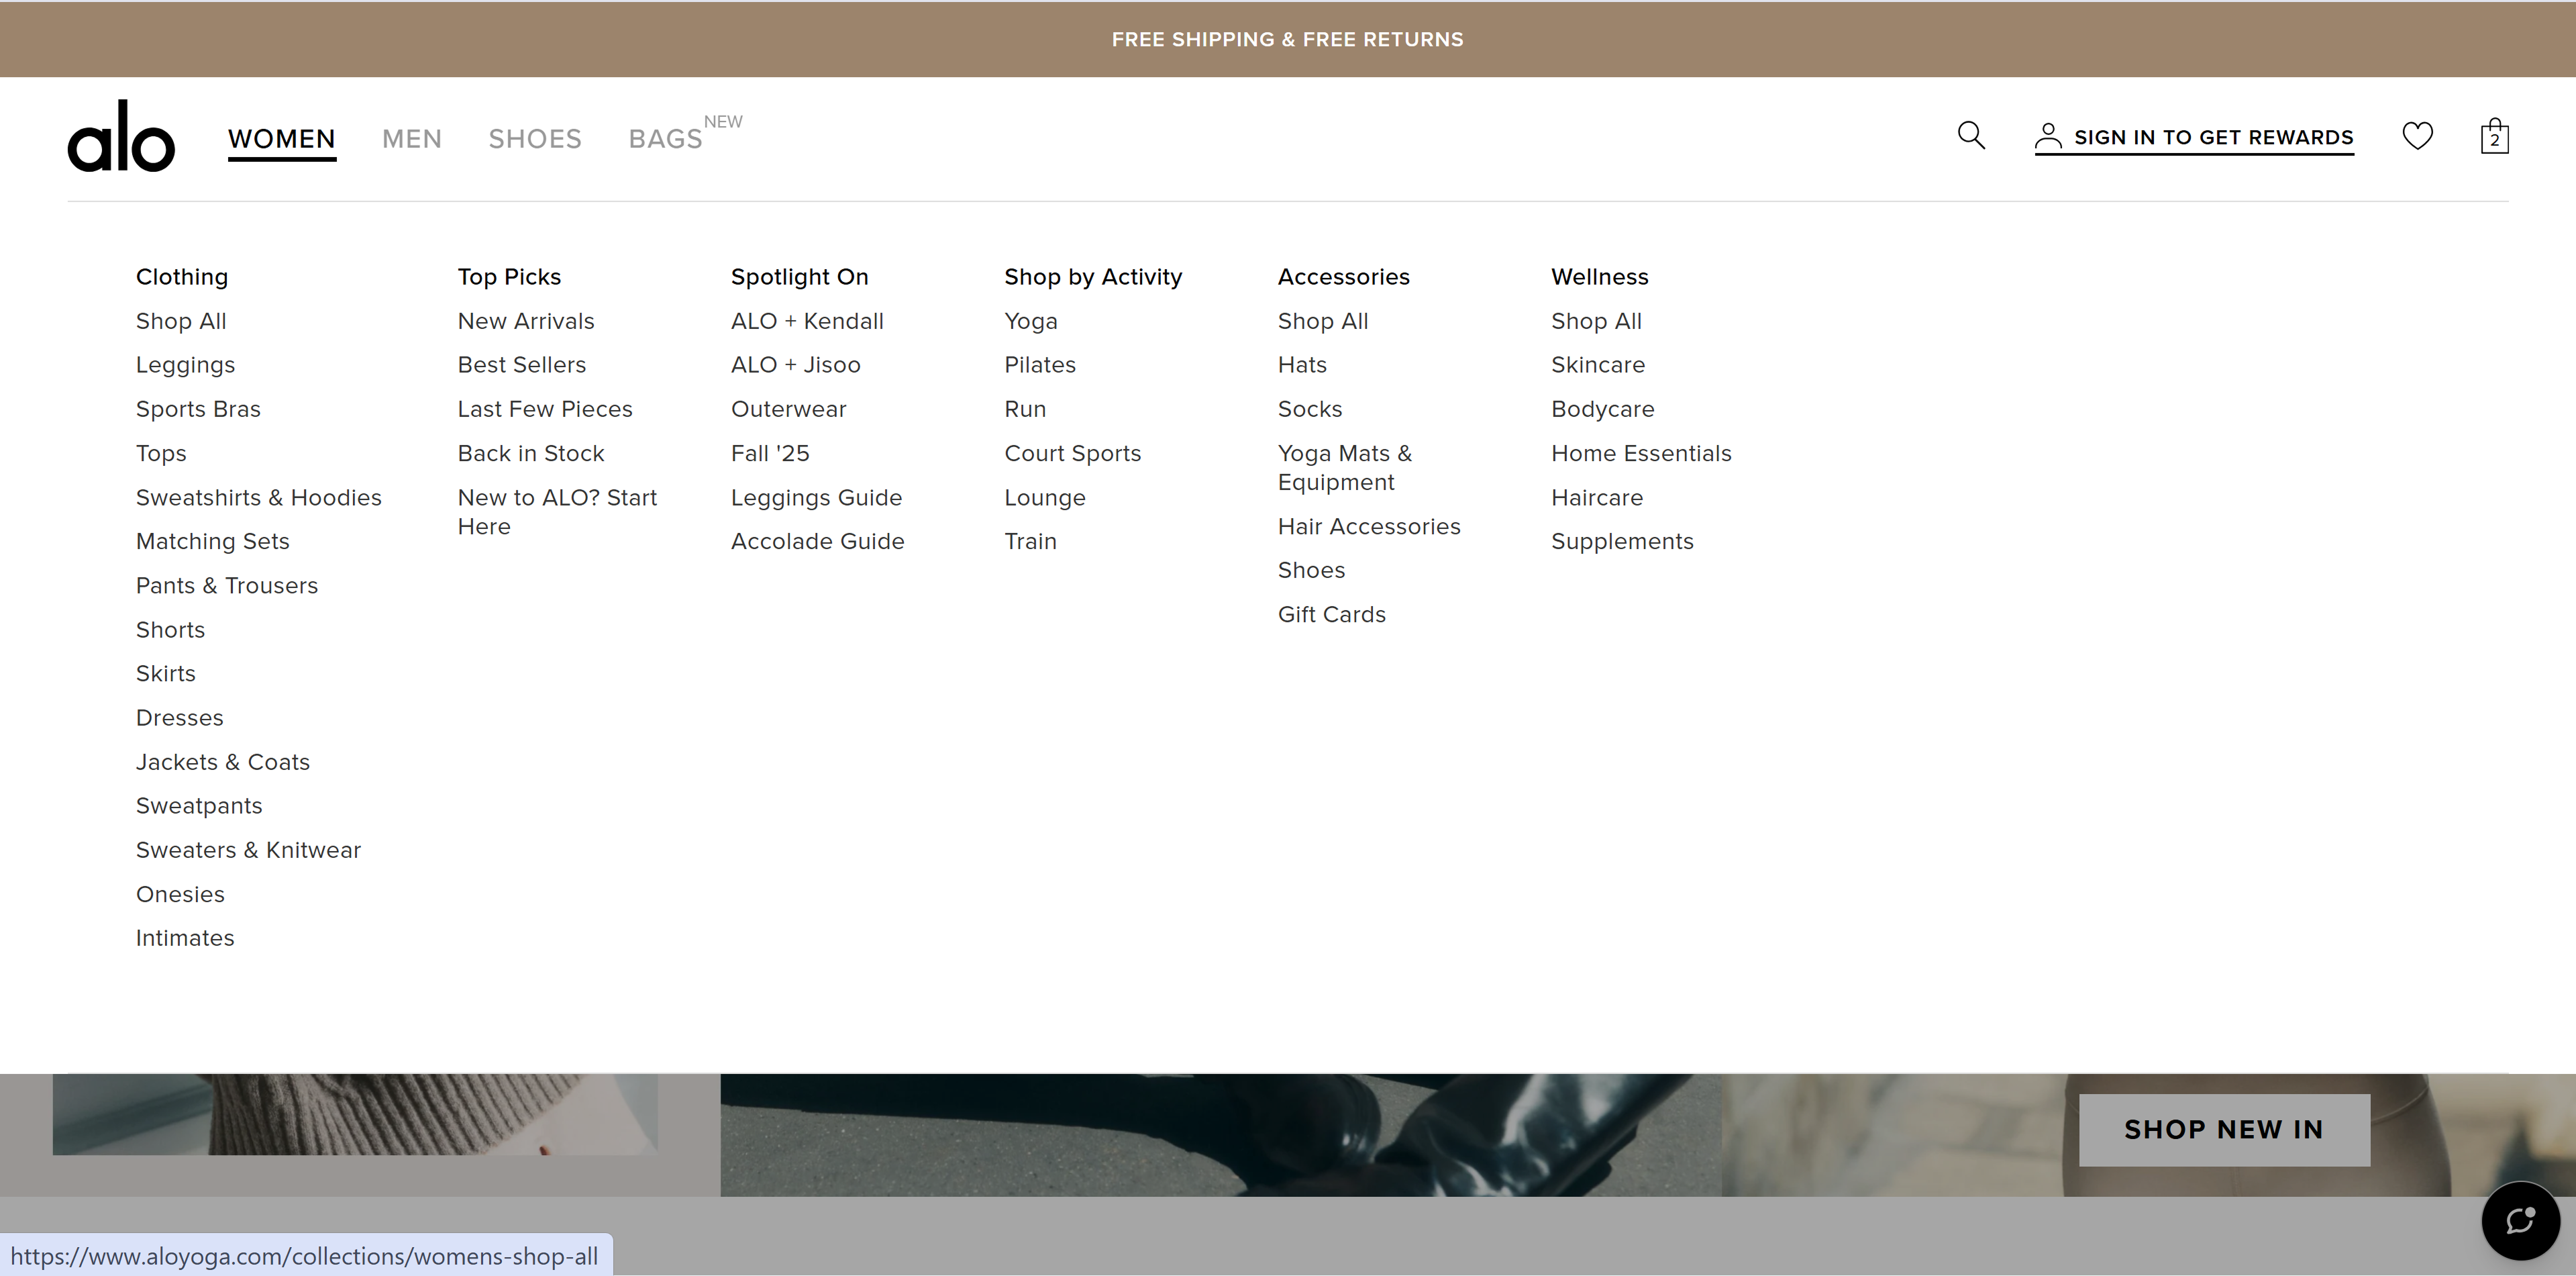 FREE SHIPPING & FREE RETURNS
alo
WOMEN
MEN
SHOES
BAGS
NEW
SIGN IN TO GET REWARDS
2
Clothing
Shop All
Leggings
Sports Bras
Tops
Sweatshirts & Hoodies
Matching Sets
Pants & Trousers
Shorts
Skirts
Dresses
Jackets & Coats
Sweatpants
Sweaters & Knitwear
Onesies
Intimates
Top Picks
New Arrivals
Best Sellers
Last Few Pieces
Back in Stock
New to ALO? Start
Here
Spotlight On
ALO + Kendall
ALO + Jisoo
Outerwear
Fall '25
Leggings Guide
Accolade Guide
Shop by Activity
Yoga
Pilates
Run
Court Sports
Lounge
Train
Accessories
Shop All
Hats
Socks
Yoga Mats &
Equipment
Hair Accessories
Shoes
Gift Cards
Wellness
Shop All
Skincare
Bodycare
Home Essentials
Haircare
Supplements
SHOP NEW IN
https://www.aloyoga.com/collections/womens-shop-all